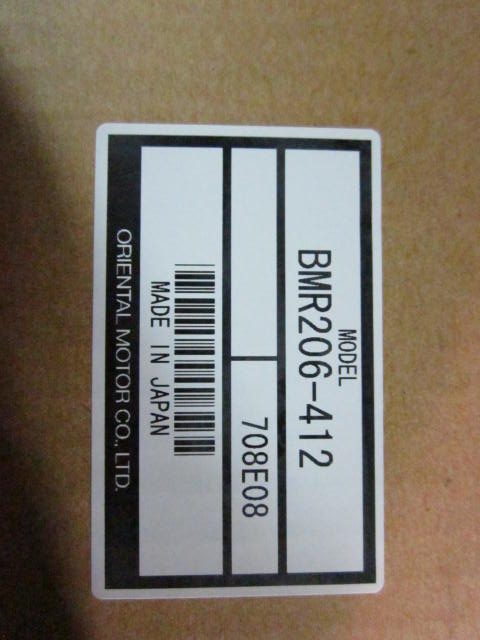 MODEL
BMR206-412
708E08
MADE IN JAPAN
ORIENTAL MOTOR CO., LTD.